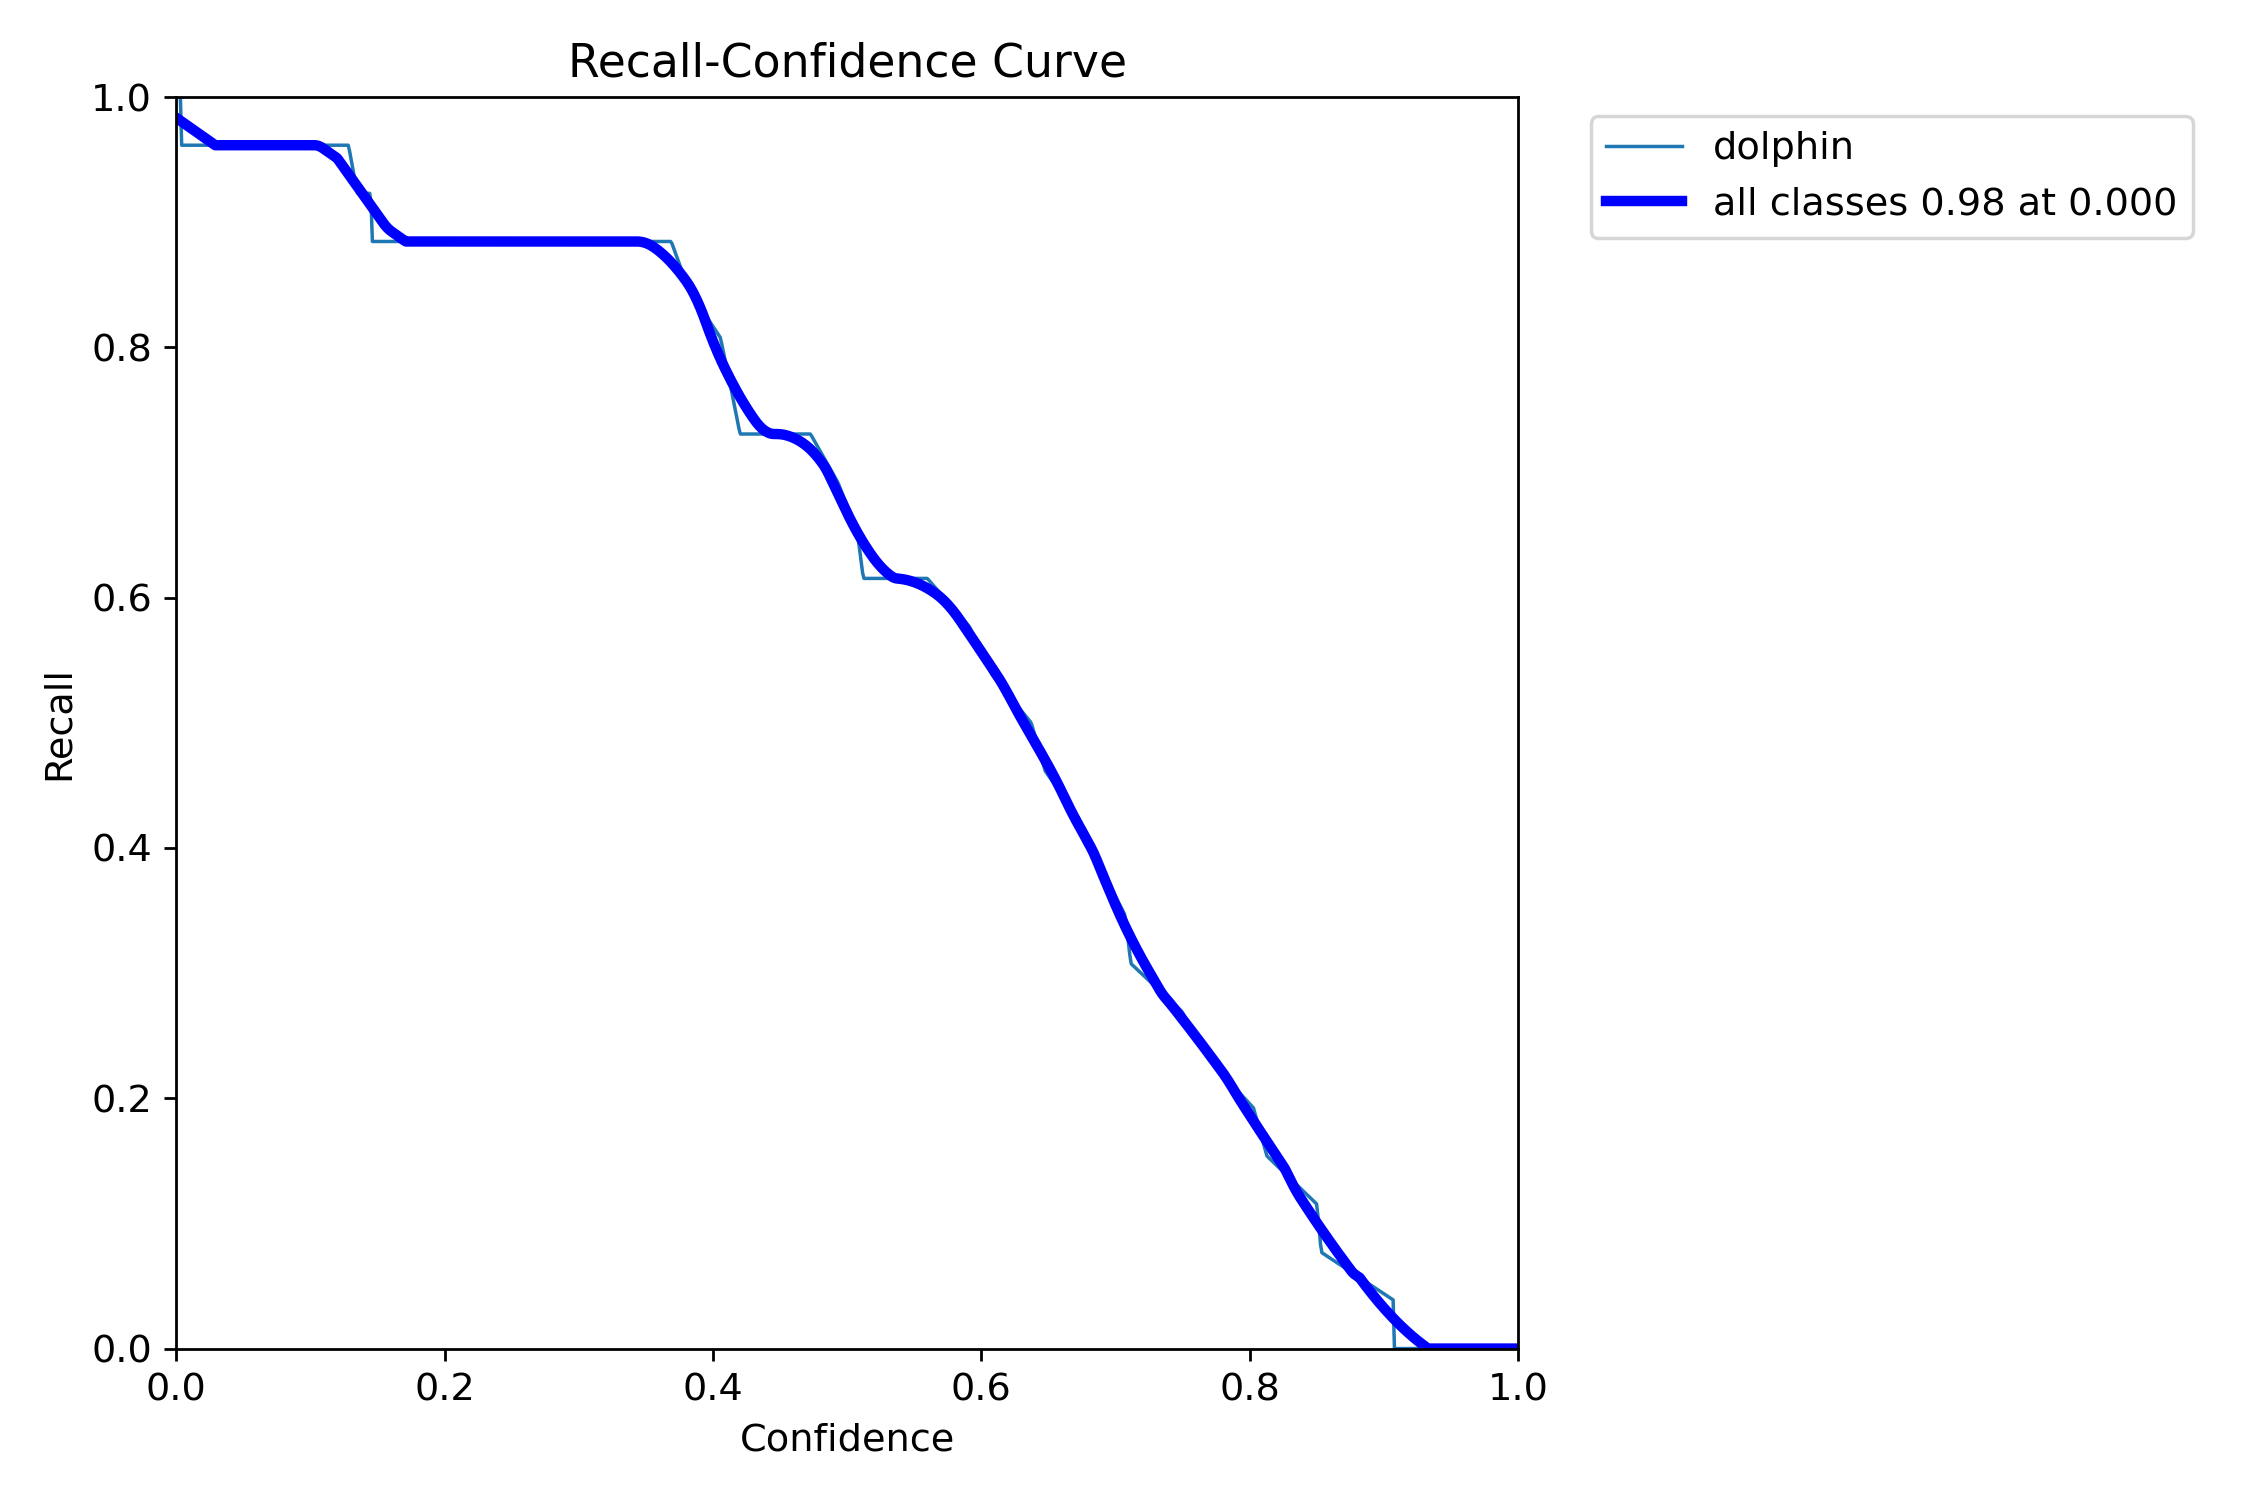 Recall-Confidence Curve
1.0
0.8
0.6
0.4
0.2
0.0
Recall
0.0 0.2 0.4 0.6 0.8 1.0
Confidence
dolphin
all classes 0.98 at 0.000